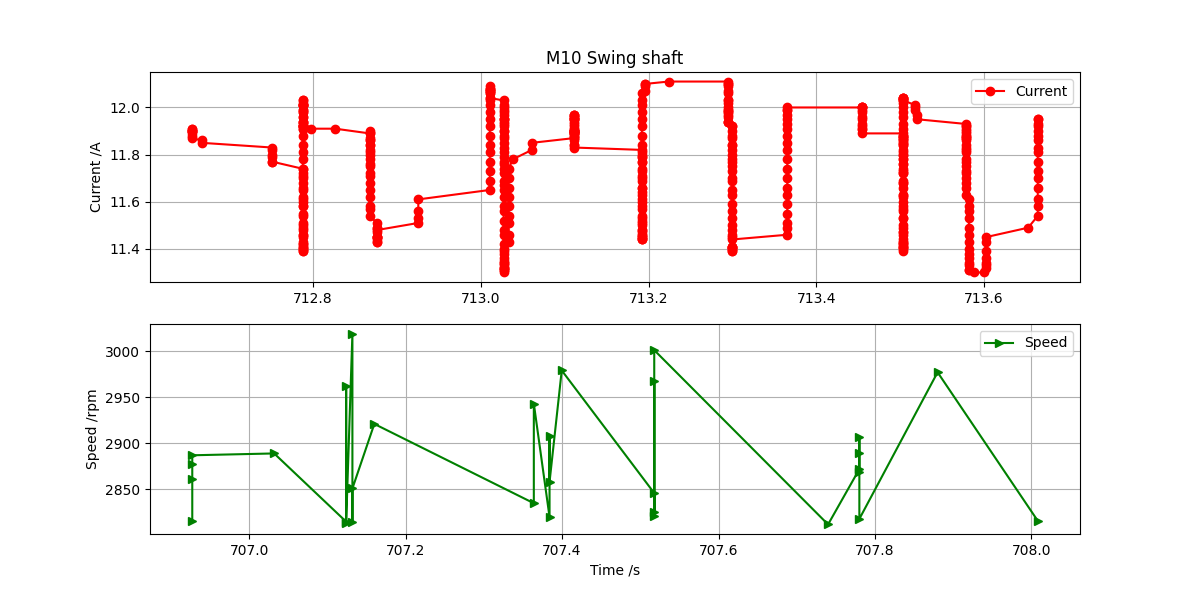 M10 Swing shaft
Current /A
12.0
11.8
11.6
11.4
Current
712.8 713.0 713.2 713.4 713.6
Speed /rpm
3000
2950
2900
2850
Speed
707.0 707.2 707.4 707.6 707.8 708.0
Time /s